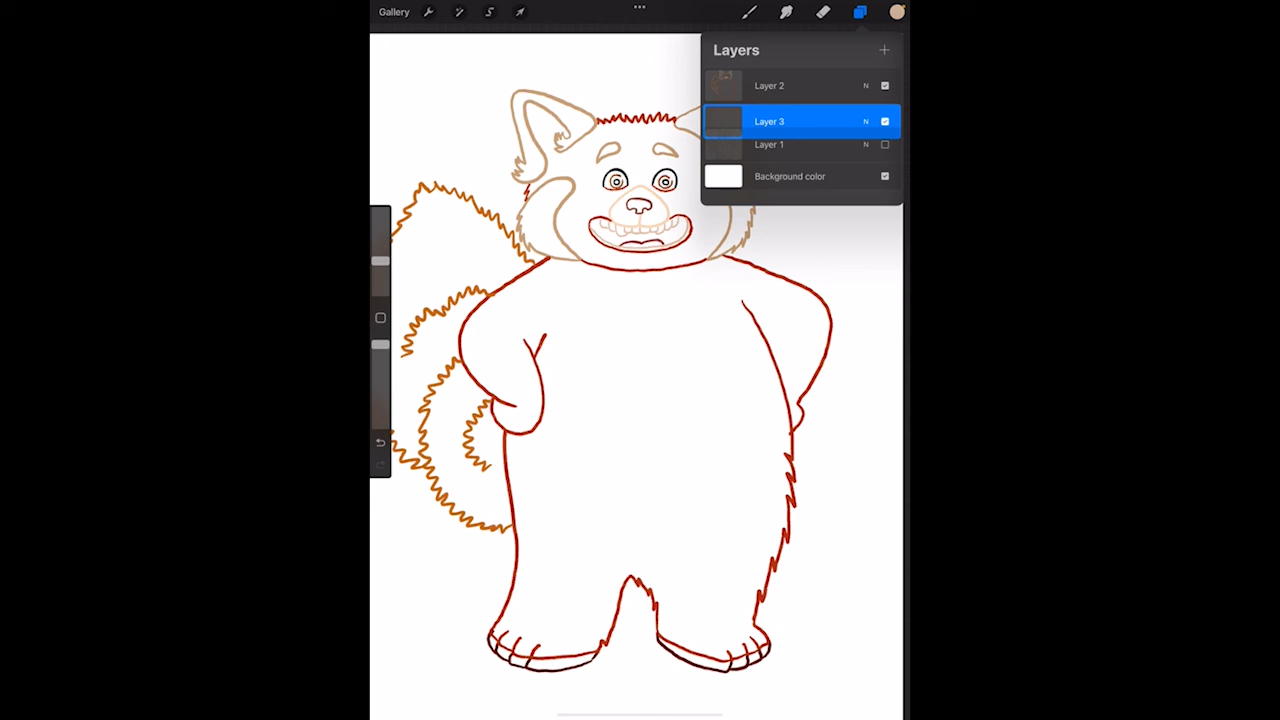 Gallery
Layers
Layer 2 N
Layer 3 N
Layer 1 N
Background color